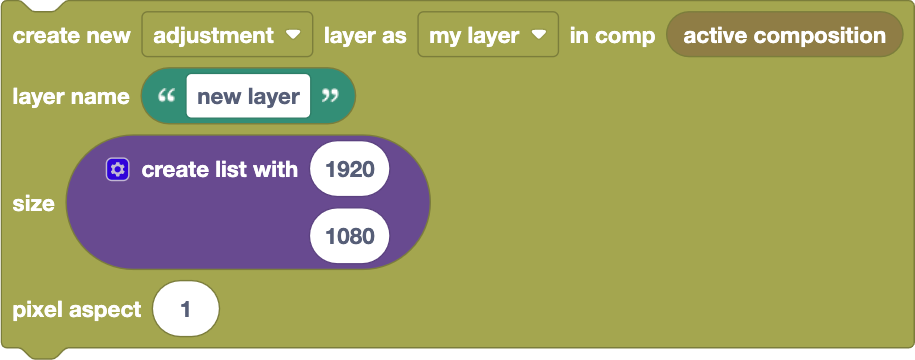 create new adjustment layer as my layer in comp active composition
layer name “ new layer ”
create list with 1920
size
1080
pixel aspect 1